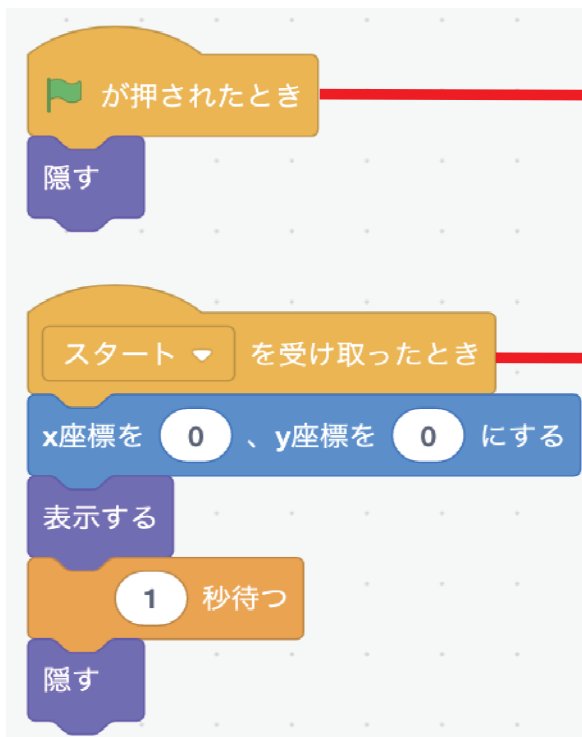 が押されたとき
隠す
スタート を受け取ったとき
x座標を 0 、y座標を 0 にする
表示する
1 秒待つ
隠す